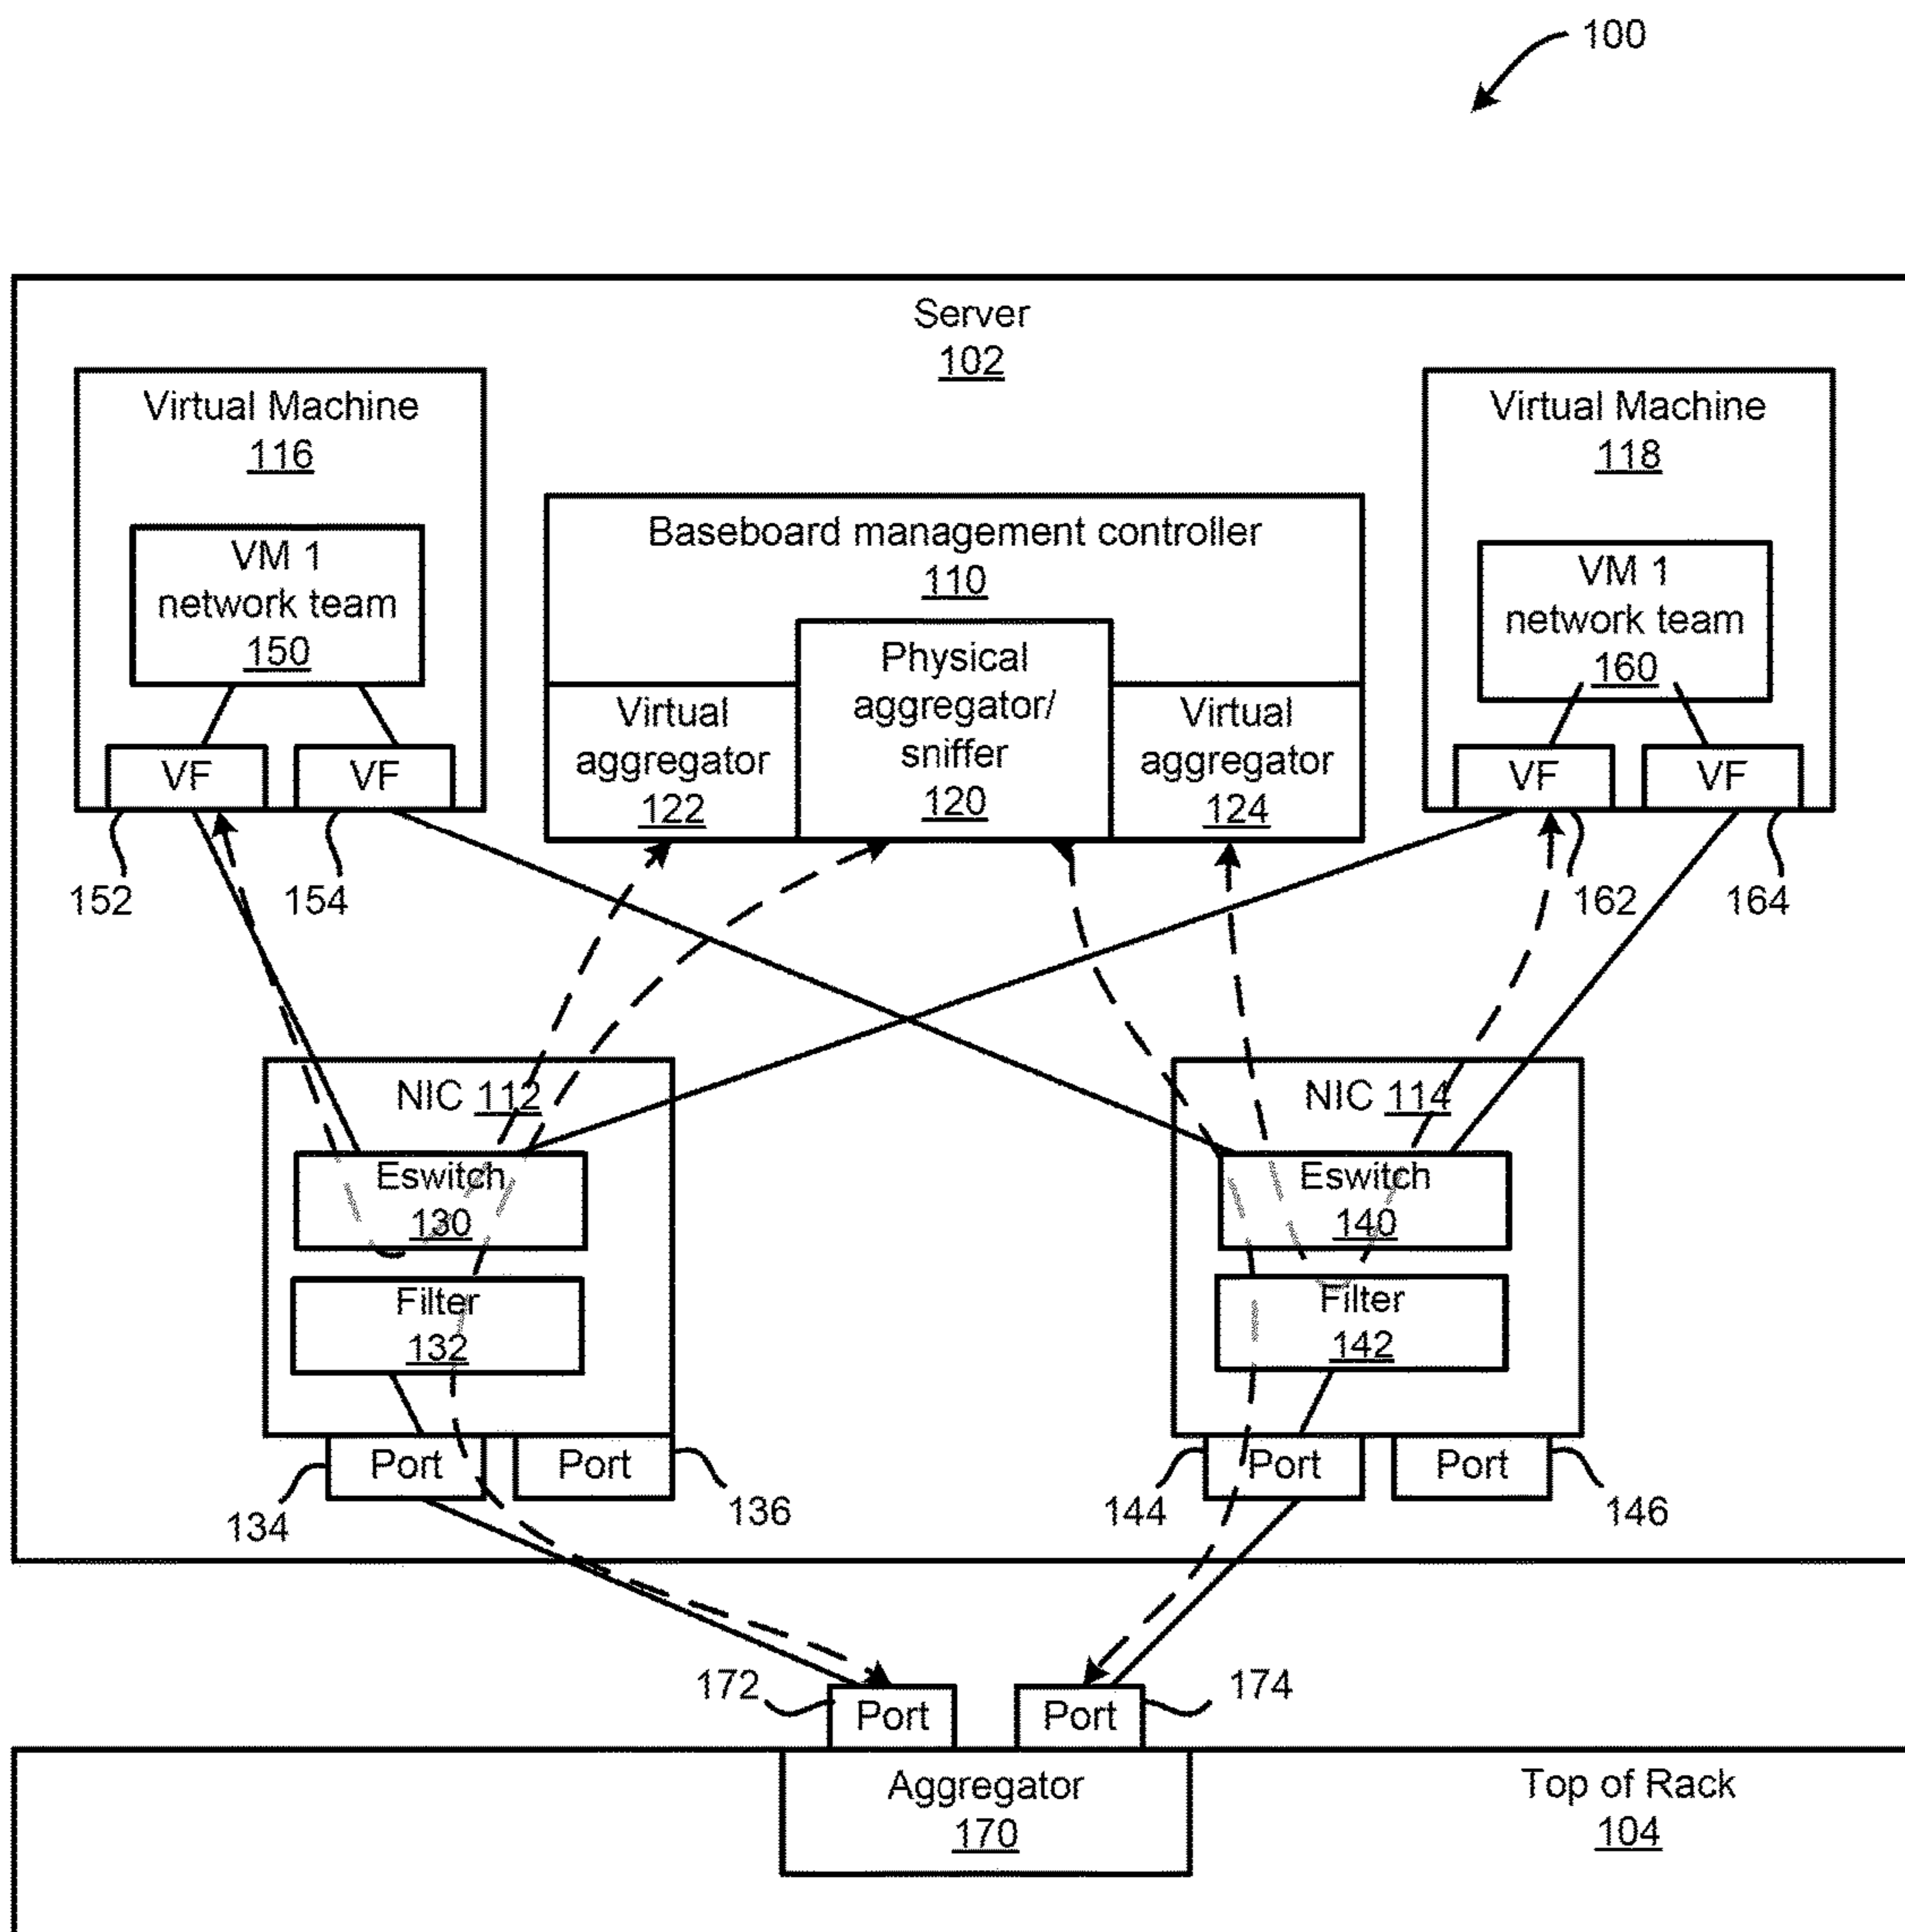 100
Server
102
Virtual Machine
116
VM 1
network team
150
VF
VF
152
154
Baseboard management controller
110
Virtual
aggregator
122
Physical
aggregator/
sniffer
120
Virtual
aggregator
124
Virtual Machine
118
VM 1
network team
160
VF
VF
162
164
NIC 112
Eswitch
130
Filter
132
Port
Port
134
136
NIC 114
Eswitch
140
Filter
142
Port
Port
144
146
172
Port
Port
174
Aggregator
170
Top of Rack
104